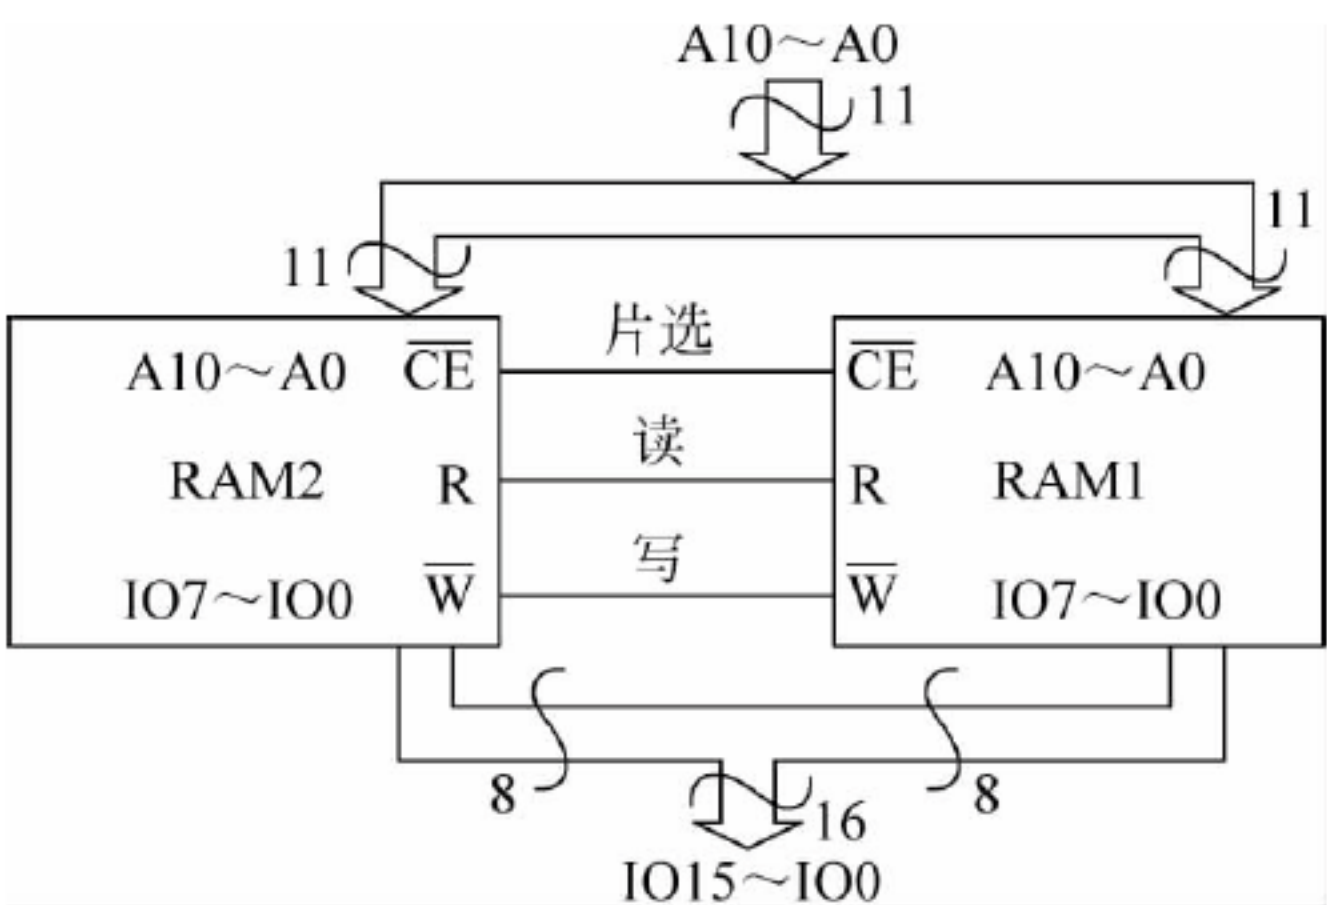 A10～A0
11
11
11
片选
A10～A0 CE CE A10～A0
读
RAM2 R R RAM1
写
IO7～IO0 W W IO7～IO0
8 8
16
IO15～IO0